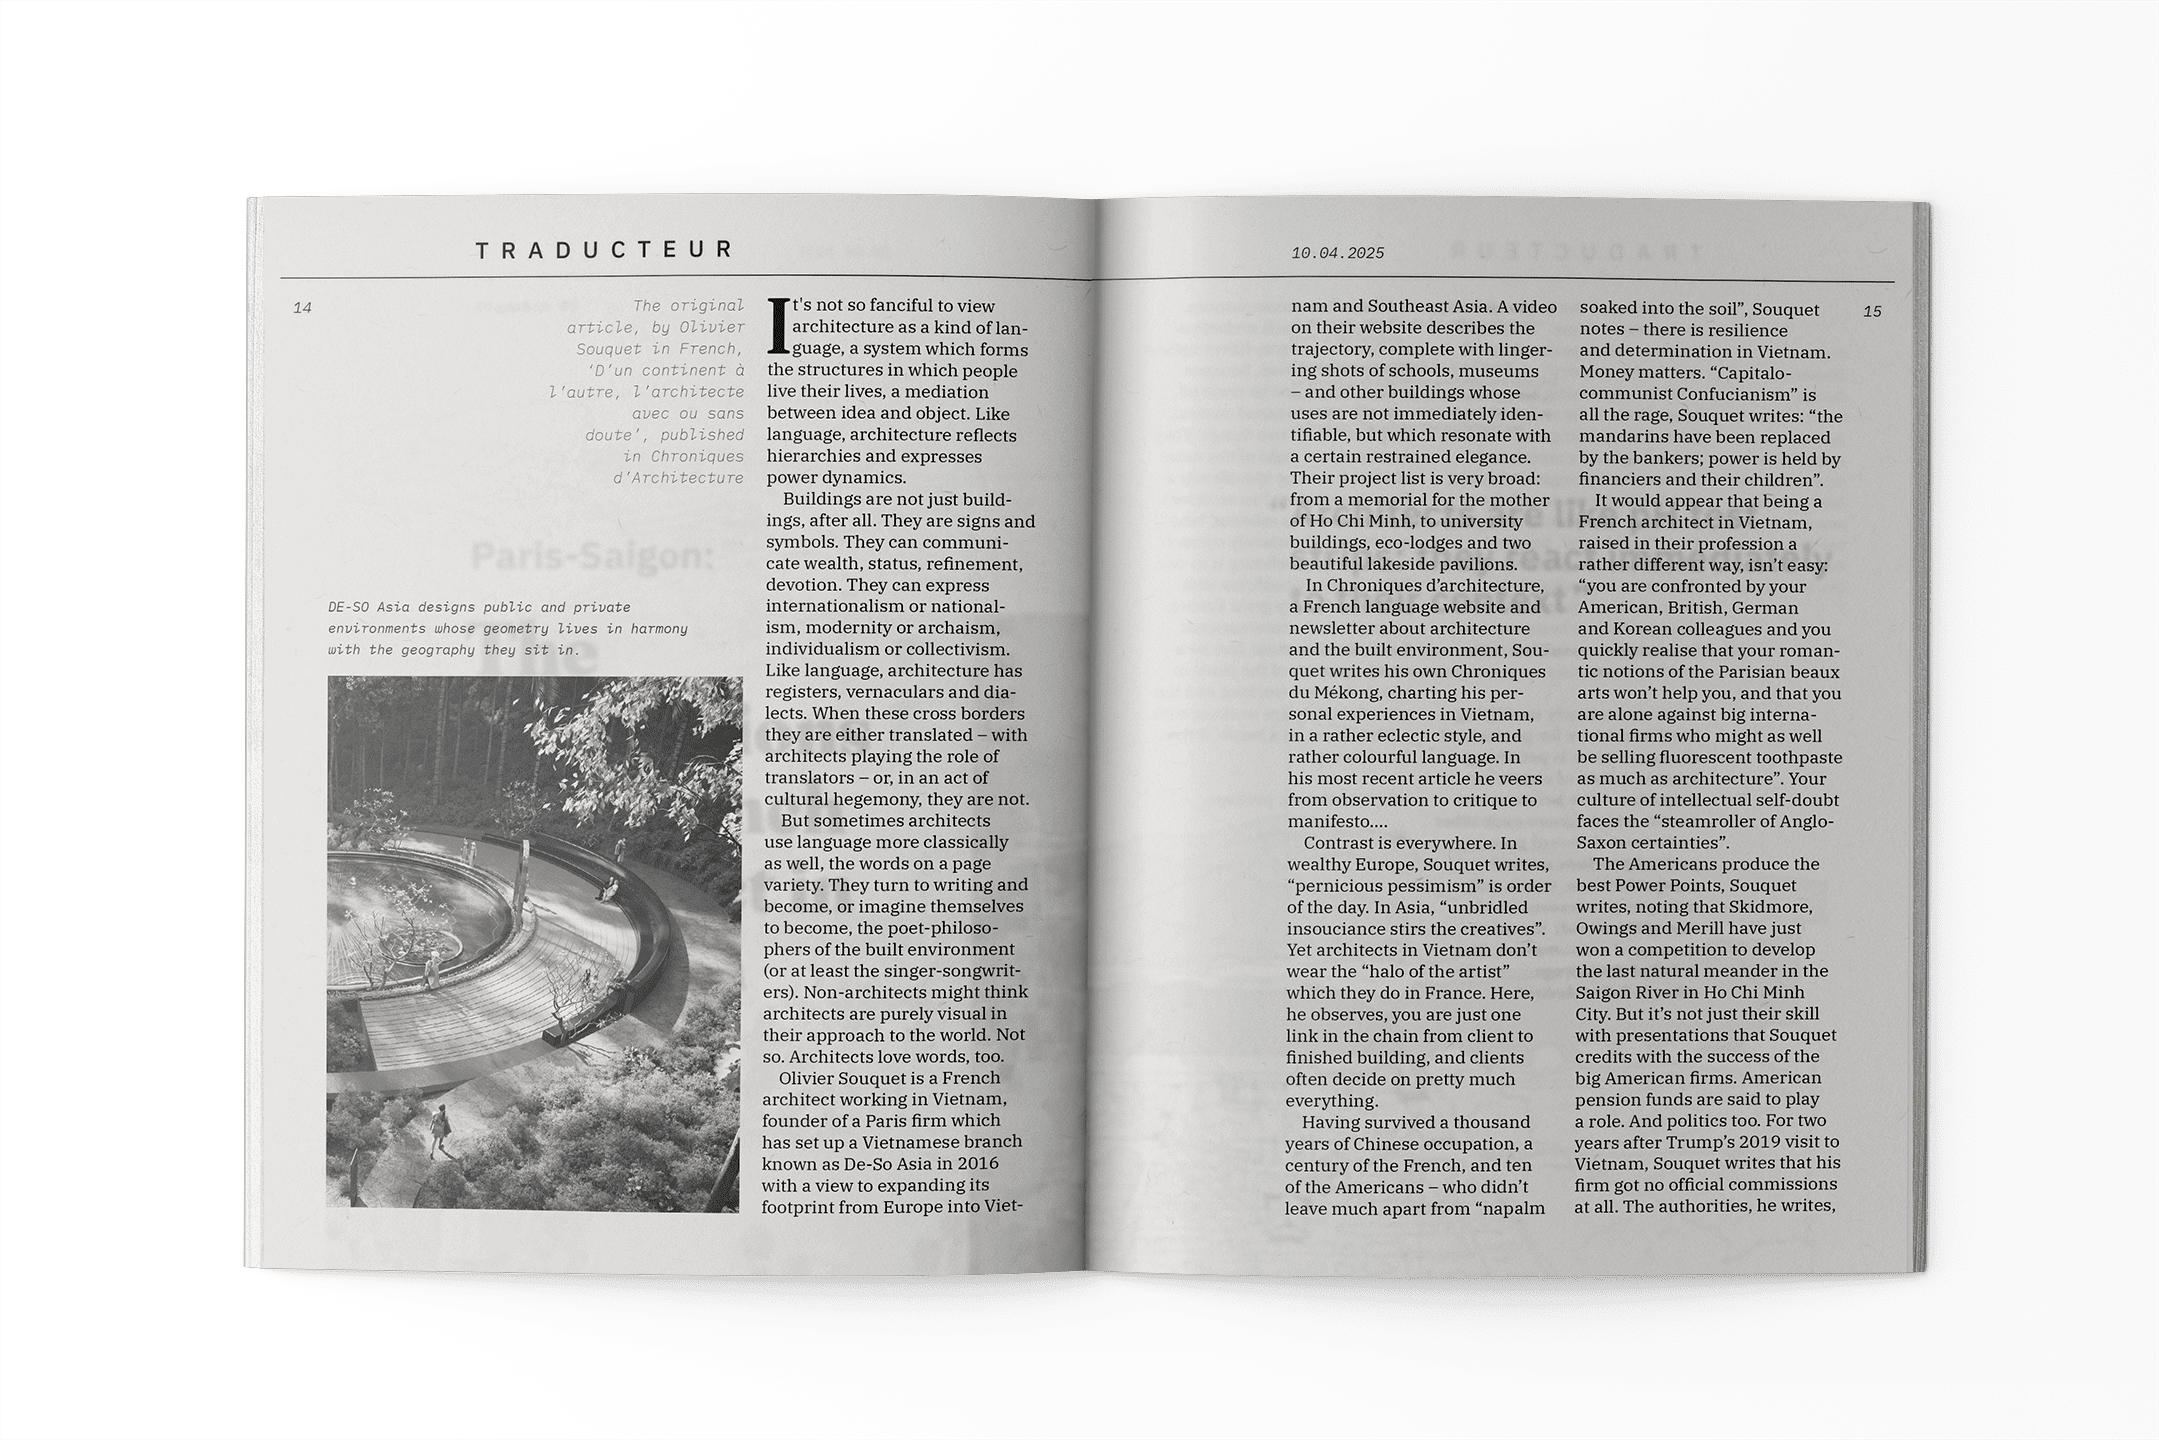 TRADUCTEUR
14
The original
article, by Olivier
Souquet in French,
‘D’un continent à
l’autre, l’architecte
avec ou sans
doute’, published
in Chroniques
d’Architecture
Paris-Saigon:
The
DE-SO Asia designs public and private
environments whose geometry lives in harmony
with the geography they sit in.
It's not so fanciful to view
architecture as a kind of lan-
guage, a system which forms
the structures in which people
live their lives, a mediation
between idea and object. Like
language, architecture reflects
hierarchies and expresses
power dynamics.
Buildings are not just build-
ings, after all. They are signs and
symbols. They can communi-
cate wealth, status, refinement,
devotion. They can express
internationalism or national-
ism, modernity or archaism,
individualism or collectivism.
Like language, architecture has
registers, vernaculars and dia-
lects. When these cross borders
they are either translated – with
architects playing the role of
translators – or, in an act of
cultural hegemony, they are not.
But sometimes architects
use language more classically
as well, the words on a page
variety. They turn to writing and
become, or imagine themselves
to become, the poet-philoso-
phers of the built environment
(or at least the singer-songwrit-
ers). Non-architects might think
architects are purely visual in
their approach to the world. Not
so. Architects love words, too.
Olivier Souquet is a French
architect working in Vietnam,
founder of a Paris firm which
has set up a Vietnamese branch
known as De-So Asia in 2016
with a view to expanding its
footprint from Europe into Viet-
10.04.2025
nam and Southeast Asia. A video
on their website describes the
trajectory, complete with linger-
ing shots of schools, museums
– and other buildings whose
uses are not immediately iden-
tifiable, but which resonate with
a certain restrained elegance.
Their project list is very broad:
from a memorial for the mother
of Ho Chi Minh, to university
buildings, eco-lodges and two
beautiful lakeside pavilions.
In Chroniques d’architecture,
a French language website and
newsletter about architecture
and the built environment, Sou-
quet writes his own Chroniques
du Mékong, charting his per-
sonal experiences in Vietnam,
in a rather eclectic style, and
rather colourful language. In
his most recent article he veers
from observation to critique to
manifesto....
Contrast is everywhere. In
wealthy Europe, Souquet writes,
“pernicious pessimism” is order
of the day. In Asia, “unbridled
insouciance stirs the creatives”.
Yet architects in Vietnam don’t
wear the “halo of the artist”
which they do in France. Here,
he observes, you are just one
link in the chain from client to
finished building, and clients
often decide on pretty much
everything.
Having survived a thousand
years of Chinese occupation, a
century of the French, and ten
of the Americans – who didn’t
leave much apart from “napalm
soaked into the soil”, Souquet
notes – there is resilience
and determination in Vietnam.
Money matters. “Capitalo-
communist Confucianism” is
all the rage, Souquet writes: “the
mandarins have been replaced
by the bankers; power is held by
financiers and their children”.
It would appear that being a
French architect in Vietnam,
raised in their profession a
rather different way, isn’t easy:
“you are confronted by your
American, British, German
and Korean colleagues and you
quickly realise that your roman-
tic notions of the Parisian beaux
arts won’t help you, and that you
are alone against big interna-
tional firms who might as well
be selling fluorescent toothpaste
as much as architecture”. Your
culture of intellectual self-doubt
faces the “steamroller of Anglo-
Saxon certainties”.
The Americans produce the
best Power Points, Souquet
writes, noting that Skidmore,
Owings and Merill have just
won a competition to develop
the last natural meander in the
Saigon River in Ho Chi Minh
City. But it’s not just their skill
with presentations that Souquet
credits with the success of the
big American firms. American
pension funds are said to play
a role. And politics too. For two
years after Trump’s 2019 visit to
Vietnam, Souquet writes that his
firm got no official commissions
at all. The authorities, he writes,
15